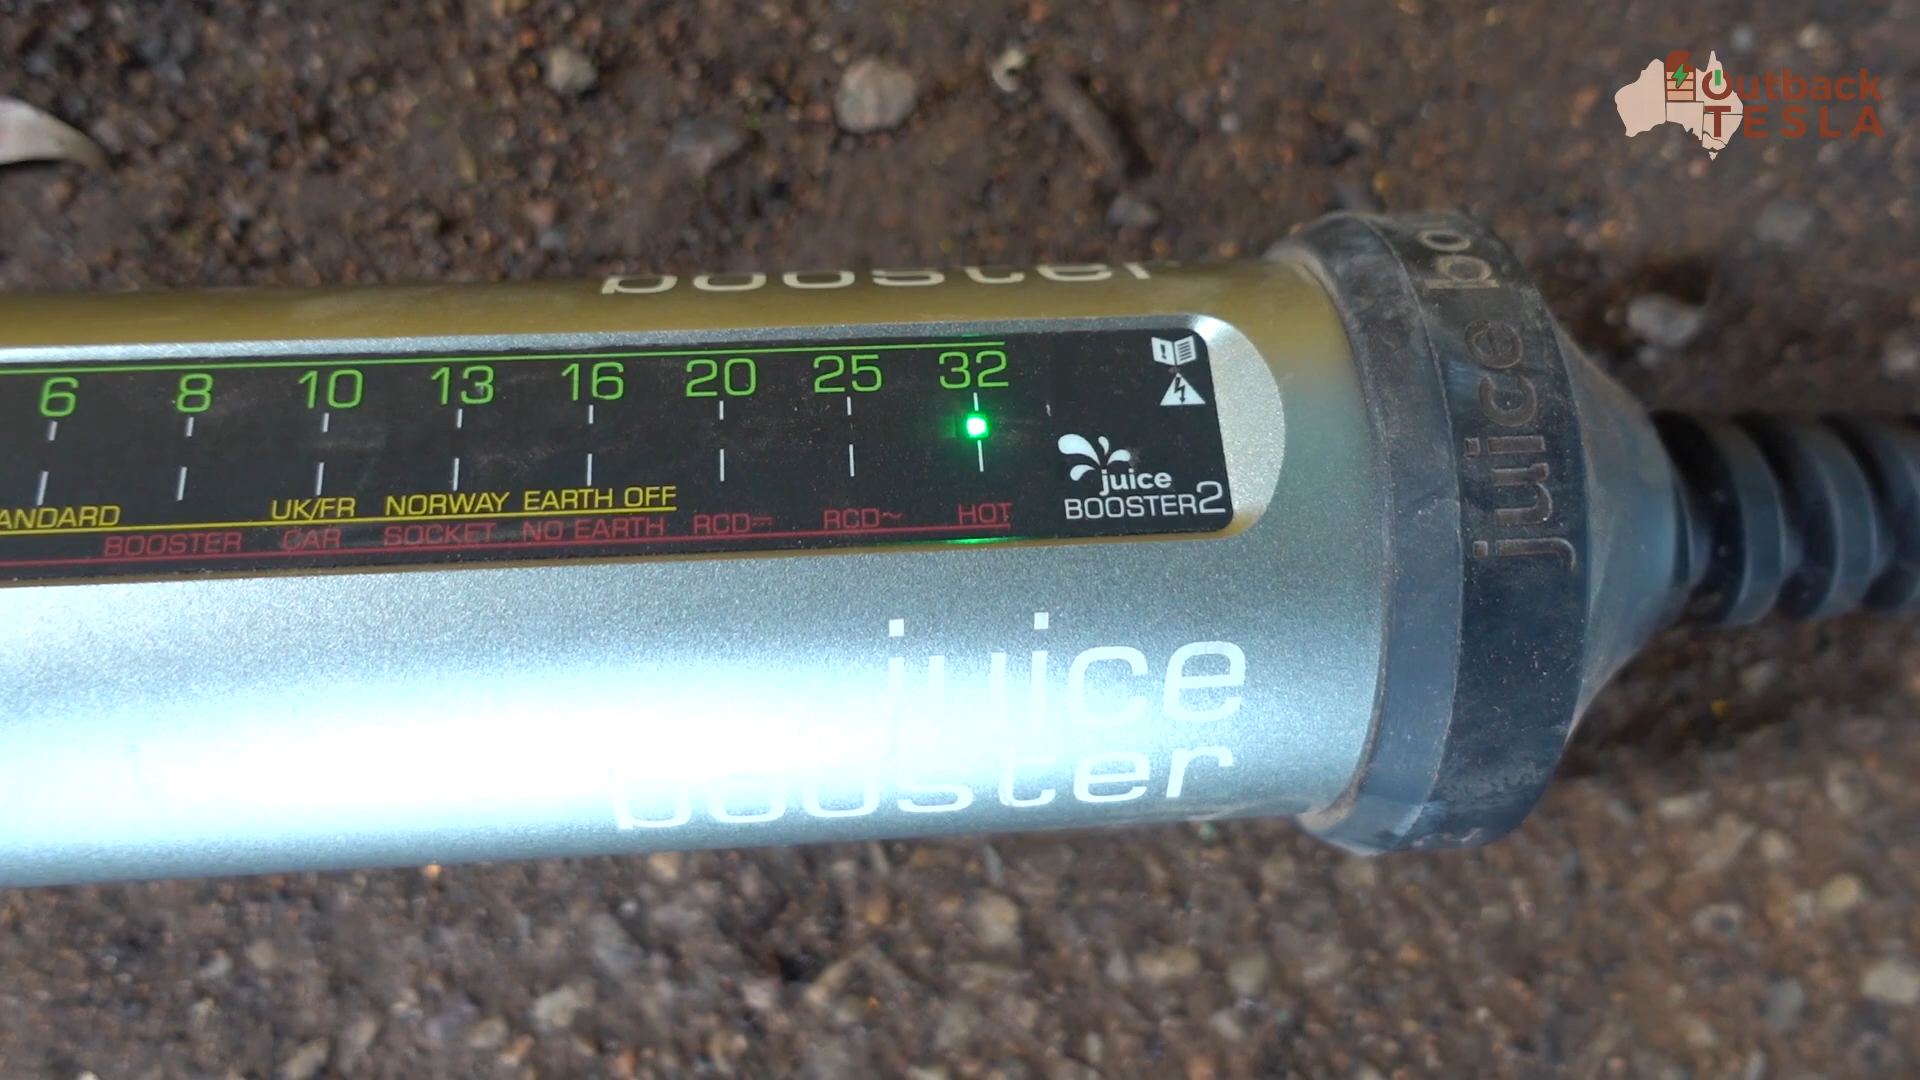 Outback
TESLA
booster
6 8 10 13 16 20 25 32
ANDARD UK/FR NORWAY EARTH OFF
BOOSTER CAR SOCKET NO EARTH RCD⎓ RCD~ HOT
juice
BOOSTER2
juice
booster
juice bo